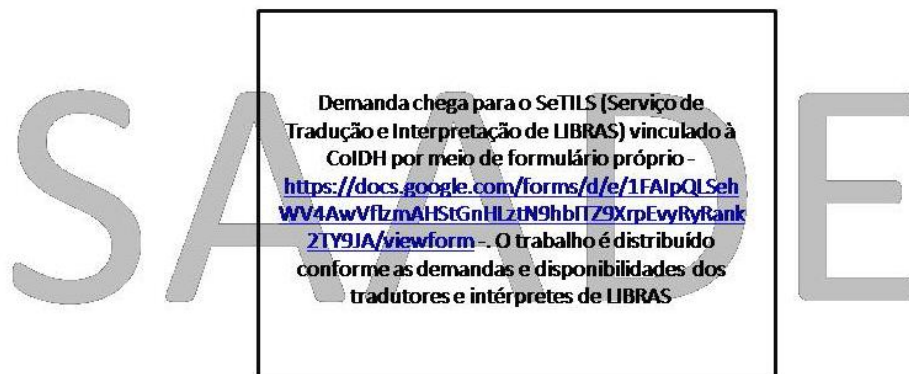 SAADE
Demanda chega para o SeTILS (Serviço de
Tradução e Interpretação de LIBRAS) vinculado à
CoIDH por meio de formulário próprio -
https://docs.google.com/forms/d/e/1FAIpQLSeh
WV4AwVflzmAHStGnHLztN9hbITZ9XrpEvyRyRank
2TY9JA/viewform -. O trabalho é distribuído
conforme as demandas e disponibilidades dos
tradutores e intérpretes de LIBRAS